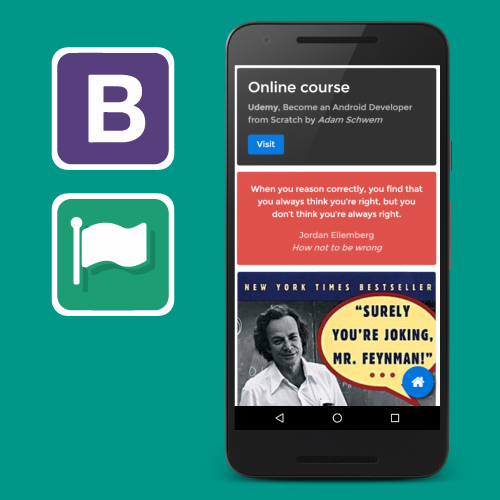 B
Online course
Udemy, Become an Android Developer
from Scratch by Adam Schwem
Visit
When you reason correctly, you find that
you always think you're right, but you
don't think you're always right.
Jordan Ellemberg
How not to be wrong
NEW YORK TIMES BESTSELLER
"SURELY
YOU'RE JOKING,
MR. FEYNMAN!"